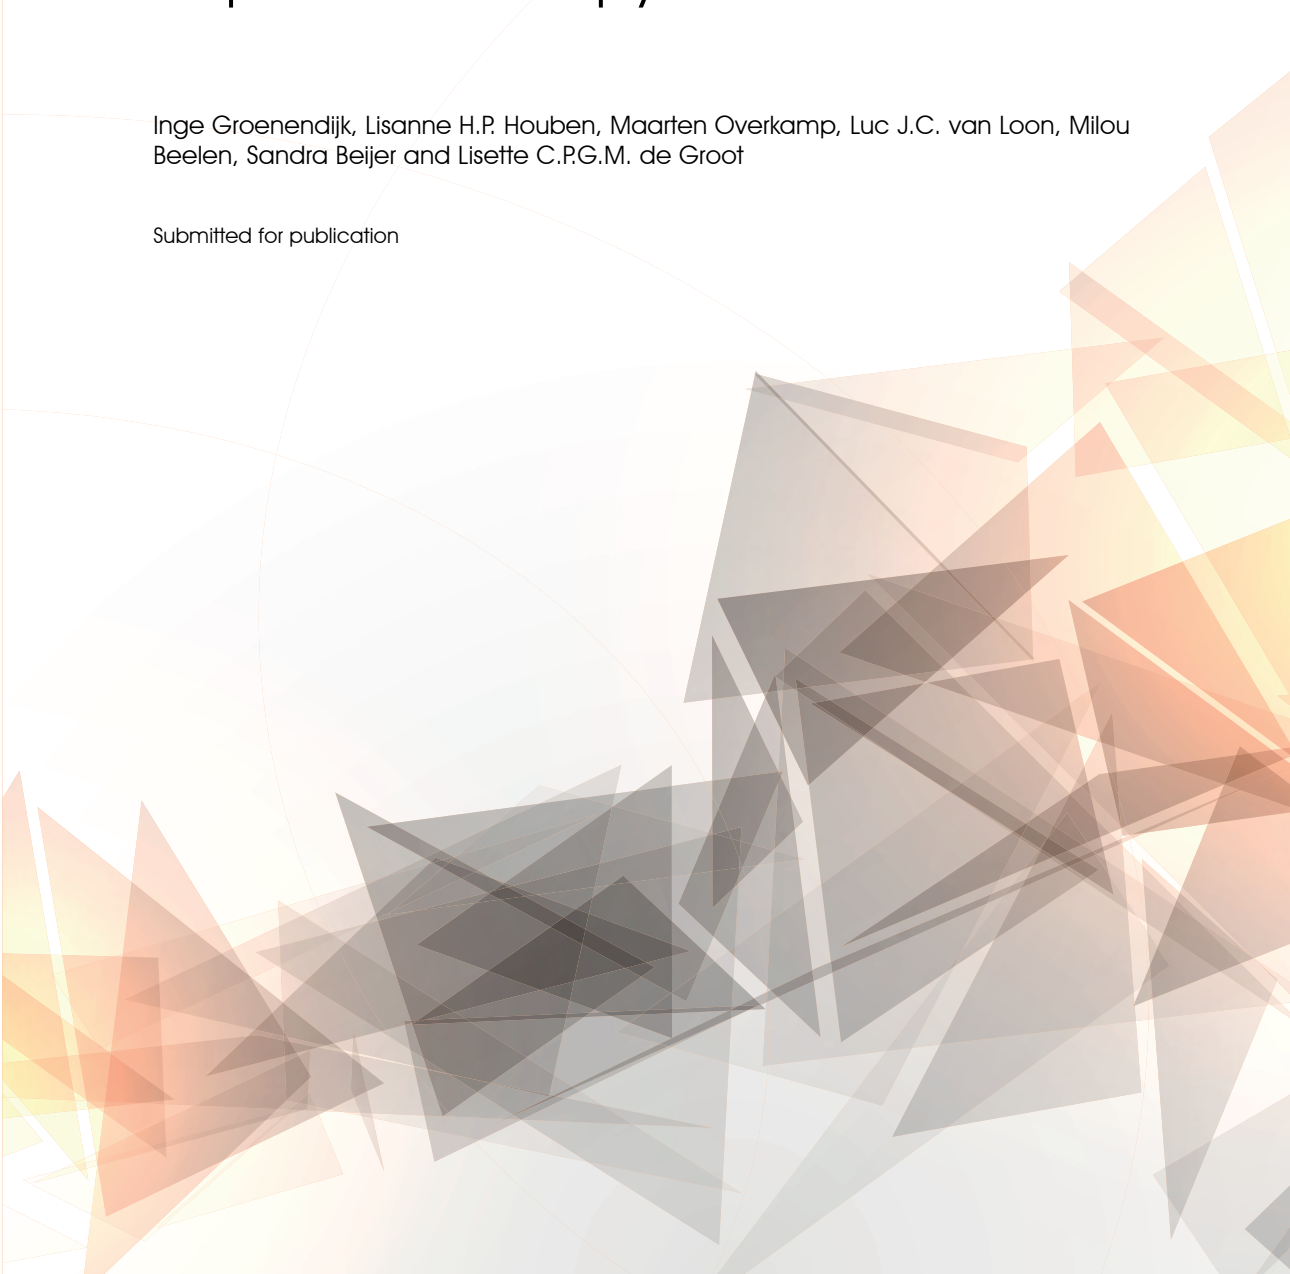 Inge Groenendijk, Lisanne H.P. Houben, Maarten Overkamp, Luc J.C. van Loon, Milou
Beelen, Sandra Beijer and Lisette C.P.G.M. de Groot
Submitted for publication